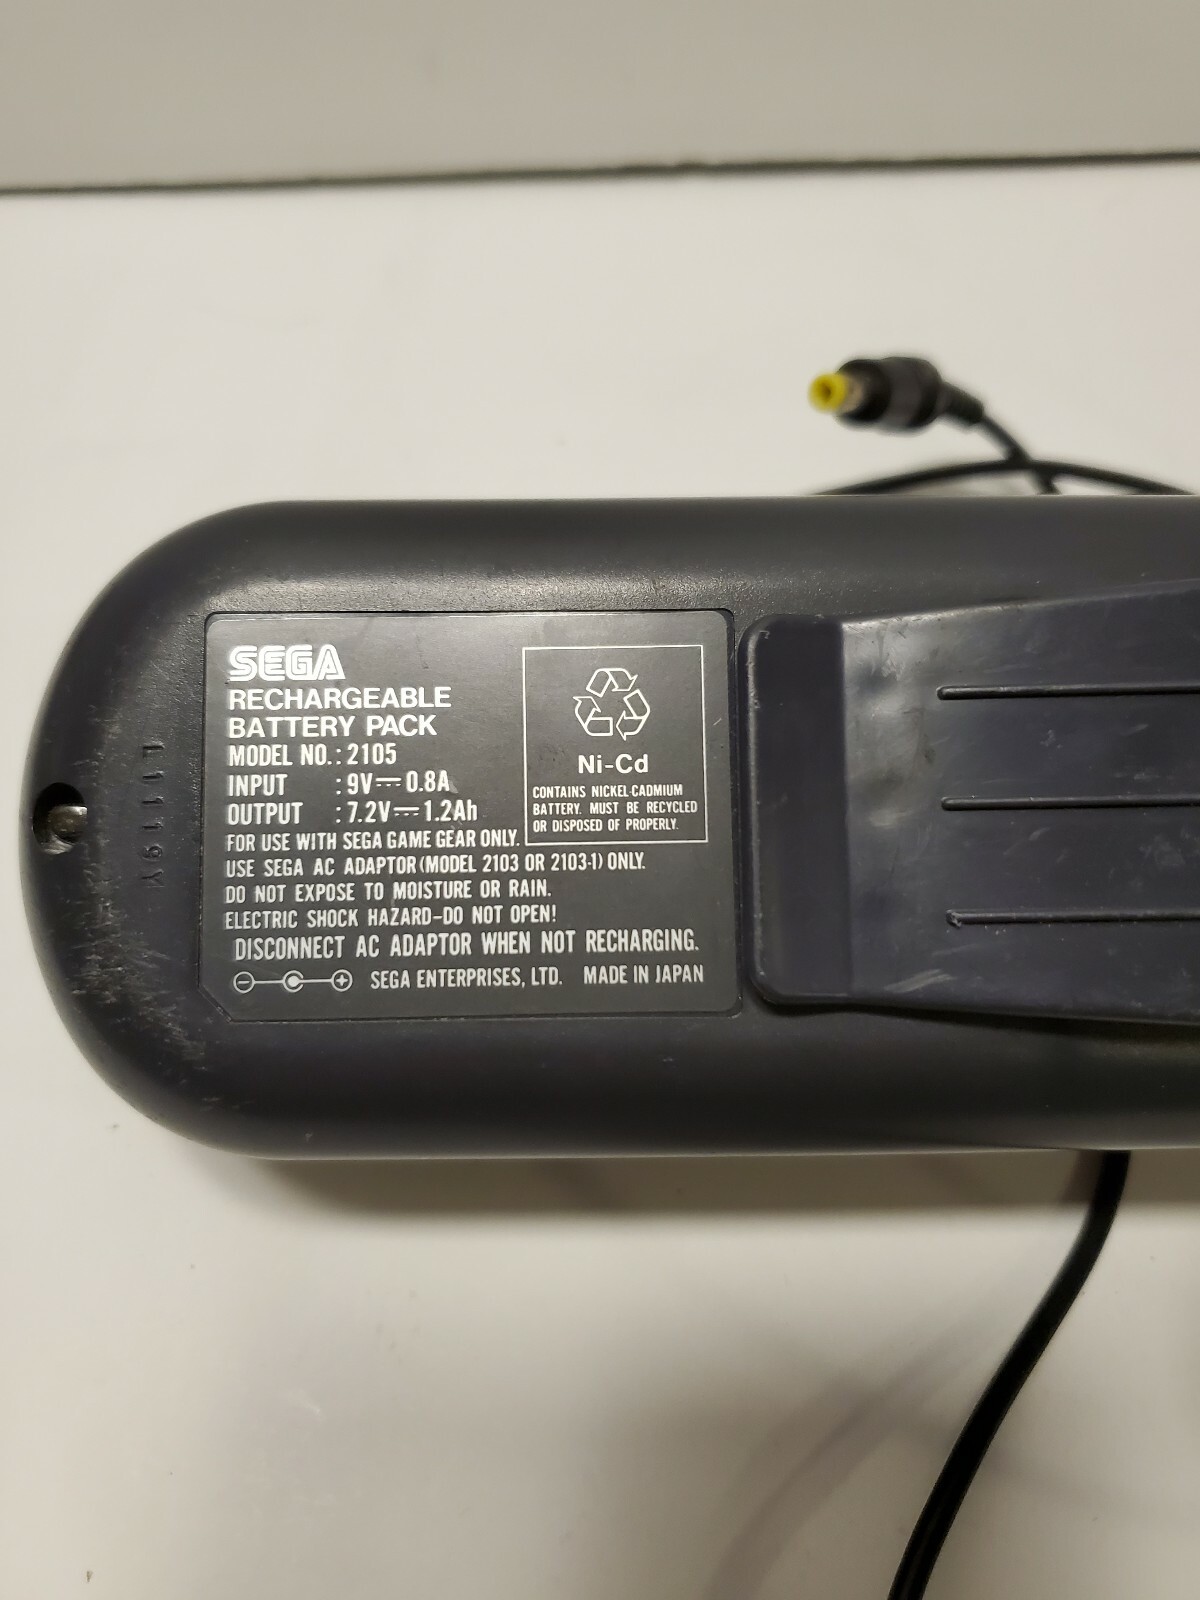 SEGA
RECHARGEABLE
BATTERY PACK
MODEL NO.: 2105
INPUT : 9V⎓0.8A
OUTPUT : 7.2V⎓1.2Ah
FOR USE WITH SEGA GAME GEAR ONLY.
USE SEGA AC ADAPTOR (MODEL 2103 OR 2103-1) ONLY.
DO NOT EXPOSE TO MOISTURE OR RAIN.
ELECTRIC SHOCK HAZARD-DO NOT OPEN!
DISCONNECT AC ADAPTOR WHEN NOT RECHARGING.
SEGA ENTERPRISES, LTD. MADE IN JAPAN
Ni-Cd
CONTAINS NICKEL-CADMIUM
BATTERY. MUST BE RECYCLED
OR DISPOSED OF PROPERLY.